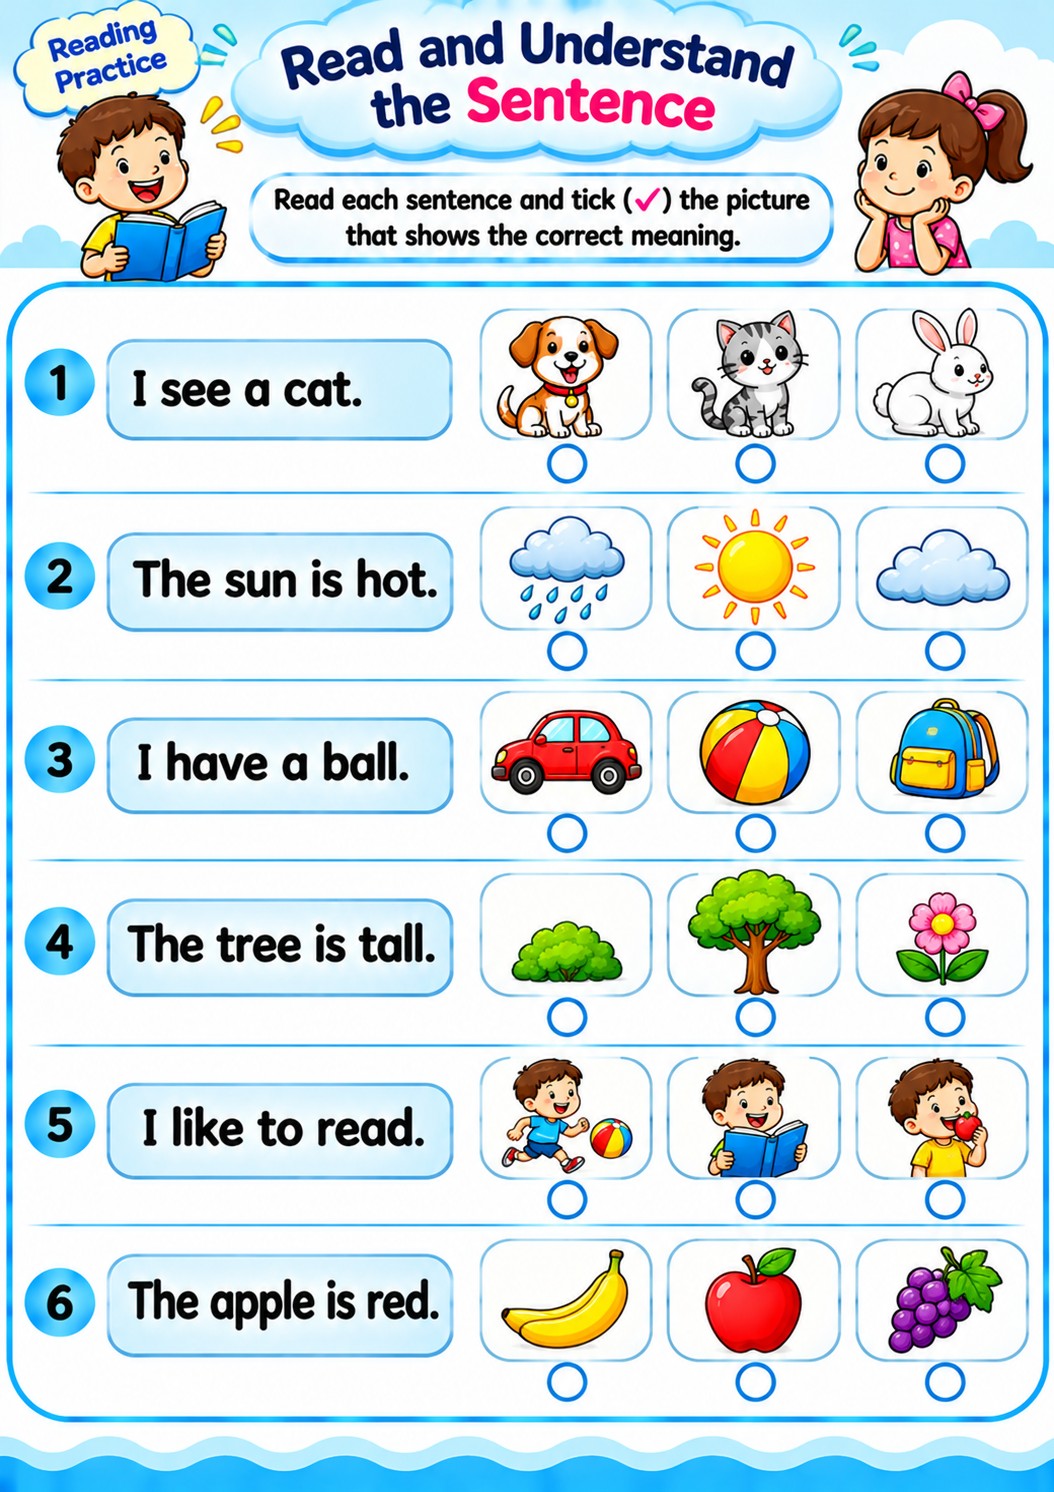 Reading
Practice
Read and Understand
the Sentence
Read each sentence and tick (✓) the picture
that shows the correct meaning.
1
I see a cat.
2
The sun is hot.
3
I have a ball.
4
The tree is tall.
5
I like to read.
6
The apple is red.